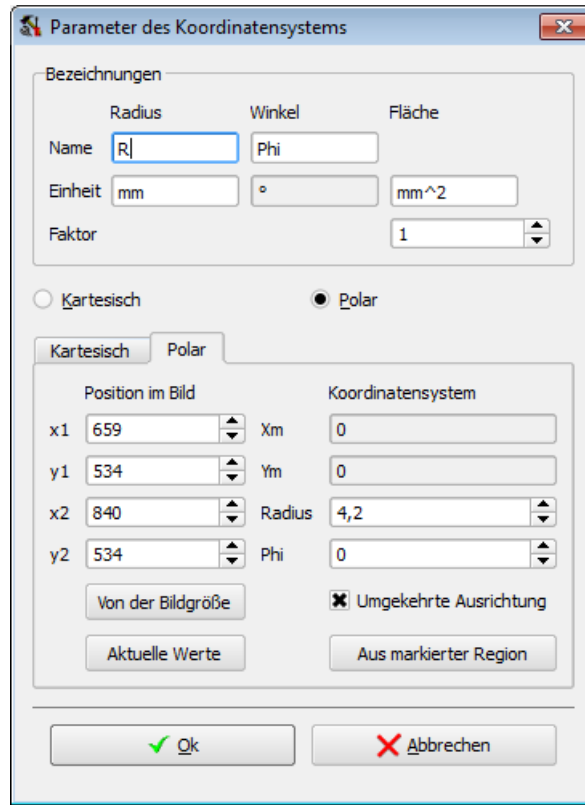 Parameter des Koordinatensystems
Bezeichnungen
Radius Winkel Fläche
Name R Phi
Einheit mm ° mm^2
Faktor 1
Kartesisch Polar
Kartesisch Polar
Position im Bild Koordinatensystem
x1 659 Xm 0
y1 534 Ym 0
x2 840 Radius 4,2
y2 534 Phi 0
Von der Bildgröße Umgekehrte Ausrichtung
Aktuelle Werte Aus markierter Region
Ok Abbrechen